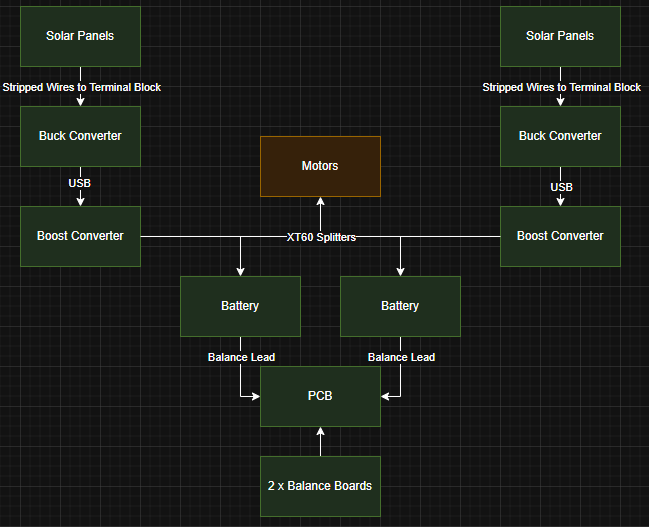 Solar Panels
Solar Panels
Stripped Wires to Terminal Block
Stripped Wires to Terminal Block
Buck Converter
Buck Converter
Motors
USB
USB
Boost Converter
XT60 Splitters
Boost Converter
Battery
Battery
Balance Lead
Balance Lead
PCB
2 x Balance Boards